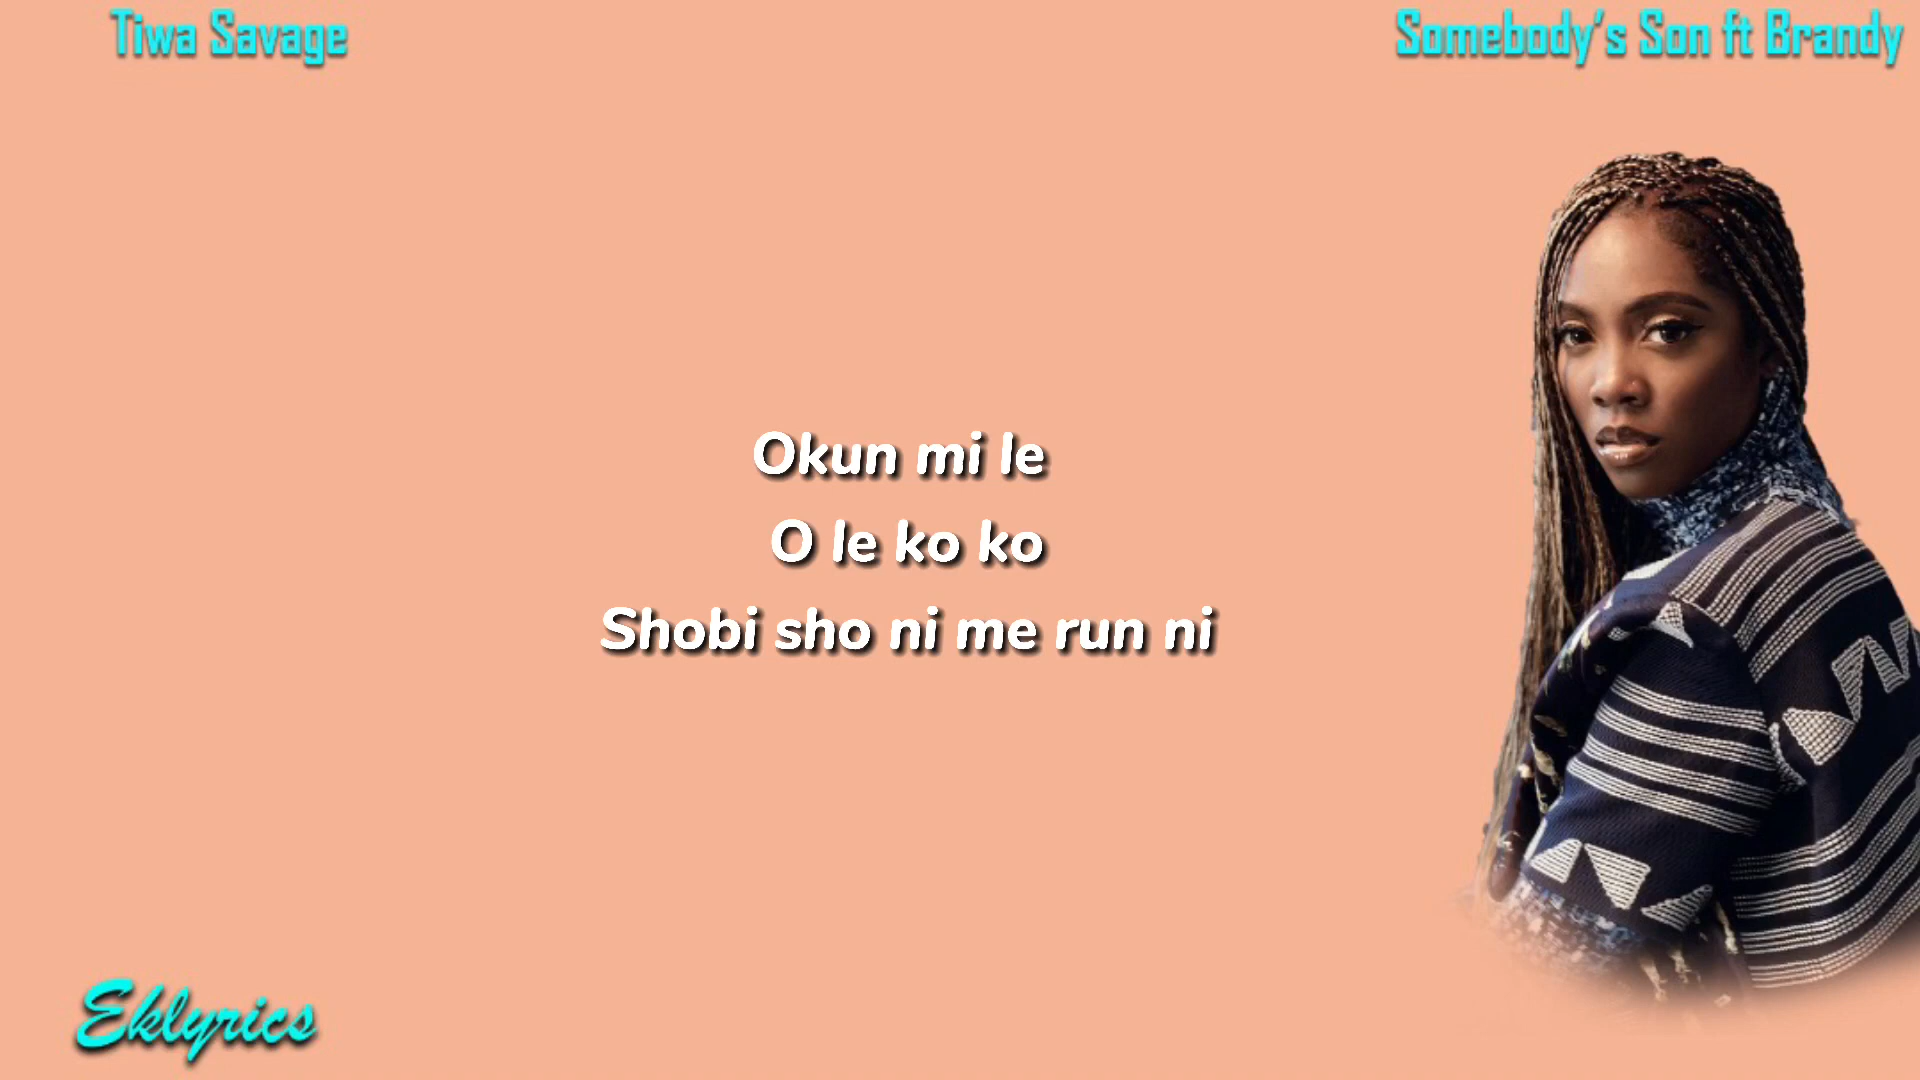 Tiwa Savage
Somebody's Son ft Brandy
Okun mi le
O le ko ko
Shobi sho ni me run ni
Eklyrics